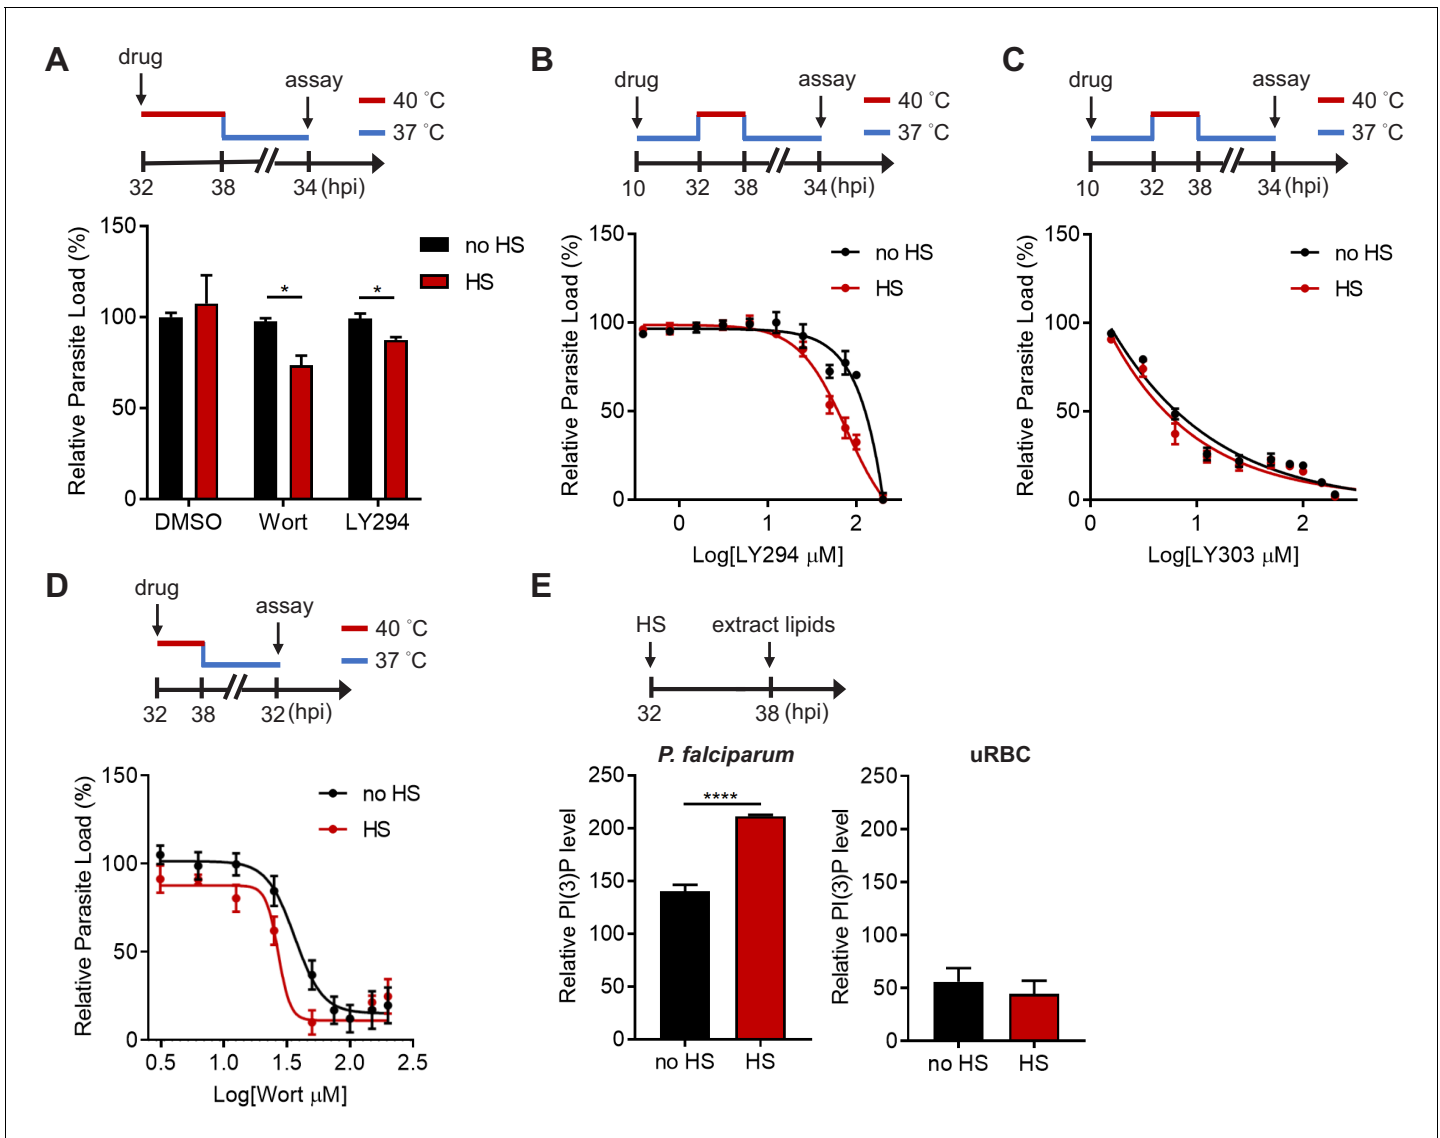 A
drug
assay
40 °C
37 °C
32 38 34 (hpi)
Relative Parasite Load (%)
150
100
50
0
no HS
HS
*
*
DMSO Wort LY294
B
drug
assay
40 °C
37 °C
10 32 38 34 (hpi)
Relative Parasite Load (%)
150
100
50
0
no HS
HS
0 1 2
Log[LY294 μM]
C
drug
assay
40 °C
37 °C
10 32 38 34 (hpi)
Relative Parasite Load (%)
150
100
50
0
no HS
HS
0 1 2
Log[LY303 μM]
D
drug
assay
40 °C
37 °C
32 38 32 (hpi)
Relative Parasite Load (%)
150
100
50
0
no HS
HS
0.5 1.0 1.5 2.0 2.5
Log[Wort μM]
E
HS extract lipids
32 38 (hpi)
P. falciparum
Relative PI(3)P level
250
200
150
100
50
0
****
no HS HS
uRBC
Relative PI(3)P level
250
200
150
100
50
0
no HS HS